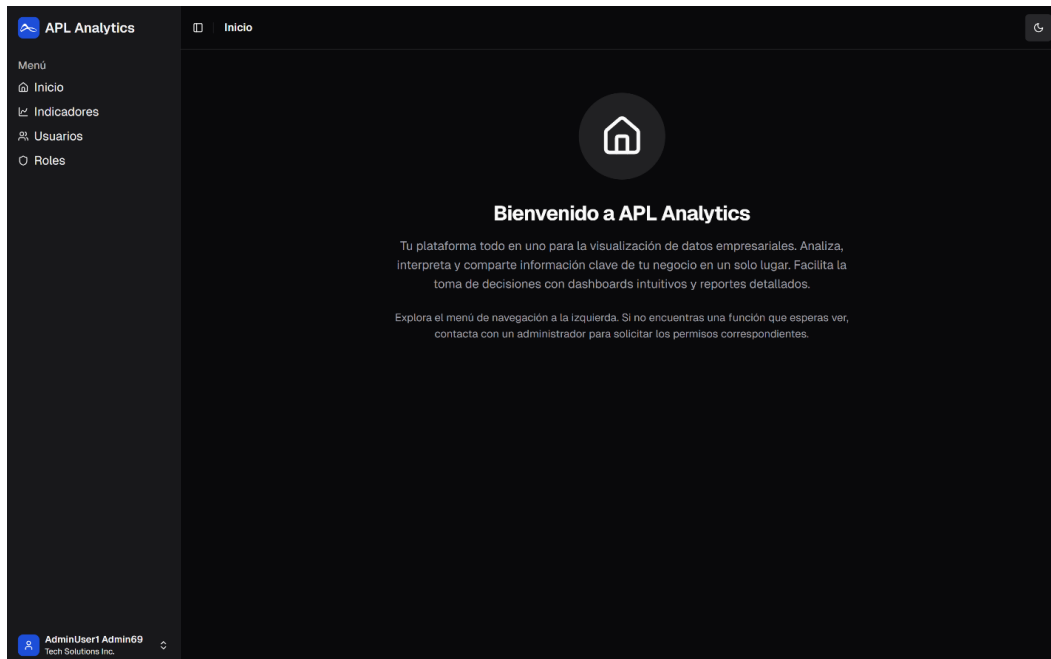 APL Analytics
Menú
Inicio
Indicadores
Usuarios
Roles
AdminUser1 Admin69
Tech Solutions Inc.
Inicio
Bienvenido a APL Analytics
Tu plataforma todo en uno para la visualización de datos empresariales. Analiza,
interpreta y comparte información clave de tu negocio en un solo lugar. Facilita la
toma de decisiones con dashboards intuitivos y reportes detallados.
Explora el menú de navegación a la izquierda. Si no encuentras una función que esperas ver,
contacta con un administrador para solicitar los permisos correspondientes.